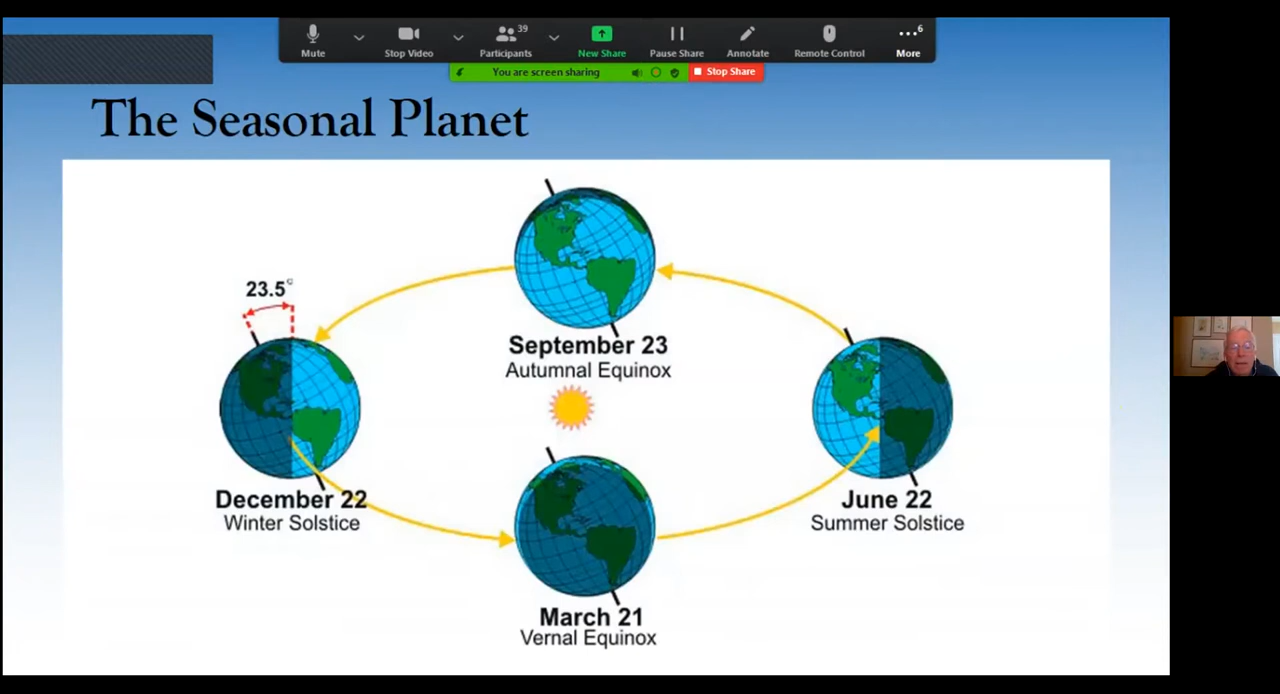 39
6
Mute
Stop Video
Participants
New Share
Pause Share
Annotate
Remote Control
More
You are screen sharing
Stop Share
The Seasonal Planet
23.5°
September 23
Autumnal Equinox
December 22
Winter Solstice
June 22
Summer Solstice
March 21
Vernal Equinox